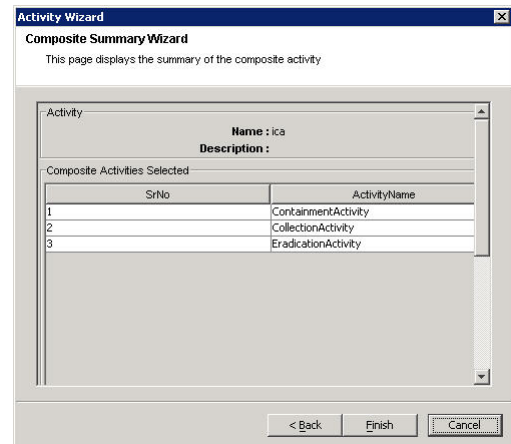 Activity Wizard
Composite Summary Wizard
This page displays the summary of the composite activity
Activity
Name : ica
Description :
Composite Activities Selected
SrNo ActivityName
1 ContainmentActivity
2 CollectionActivity
3 EradicationActivity
< Back Finish Cancel